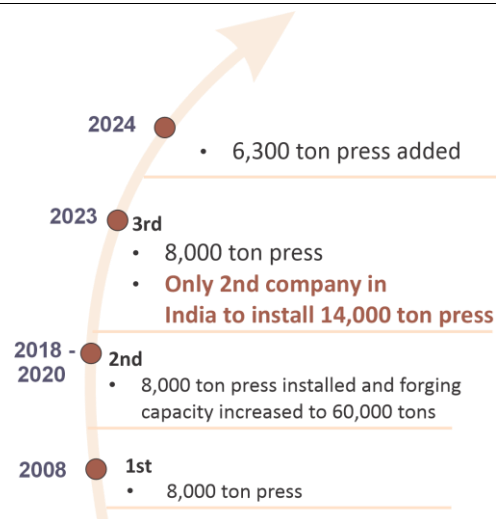 2024
• 6,300 ton press added
2023
3rd
• 8,000 ton press
• Only 2nd company in
India to install 14,000 ton press
2018 -
2020
2nd
• 8,000 ton press installed and forging
capacity increased to 60,000 tons
2008
1st
• 8,000 ton press